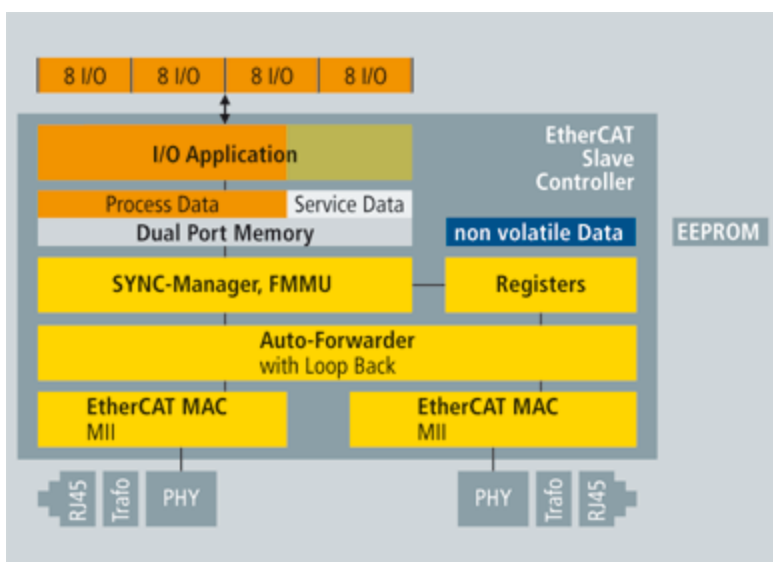 8 I/O
8 I/O
8 I/O
8 I/O
I/O Application
EtherCAT
Slave
Controller
Process Data
Service Data
Dual Port Memory
non volatile Data
EEPROM
SYNC-Manager, FMMU
Registers
Auto-Forwarder
with Loop Back
EtherCAT MAC
MII
EtherCAT MAC
MII
RJ45
Trafo
PHY
PHY
Trafo
RJ45